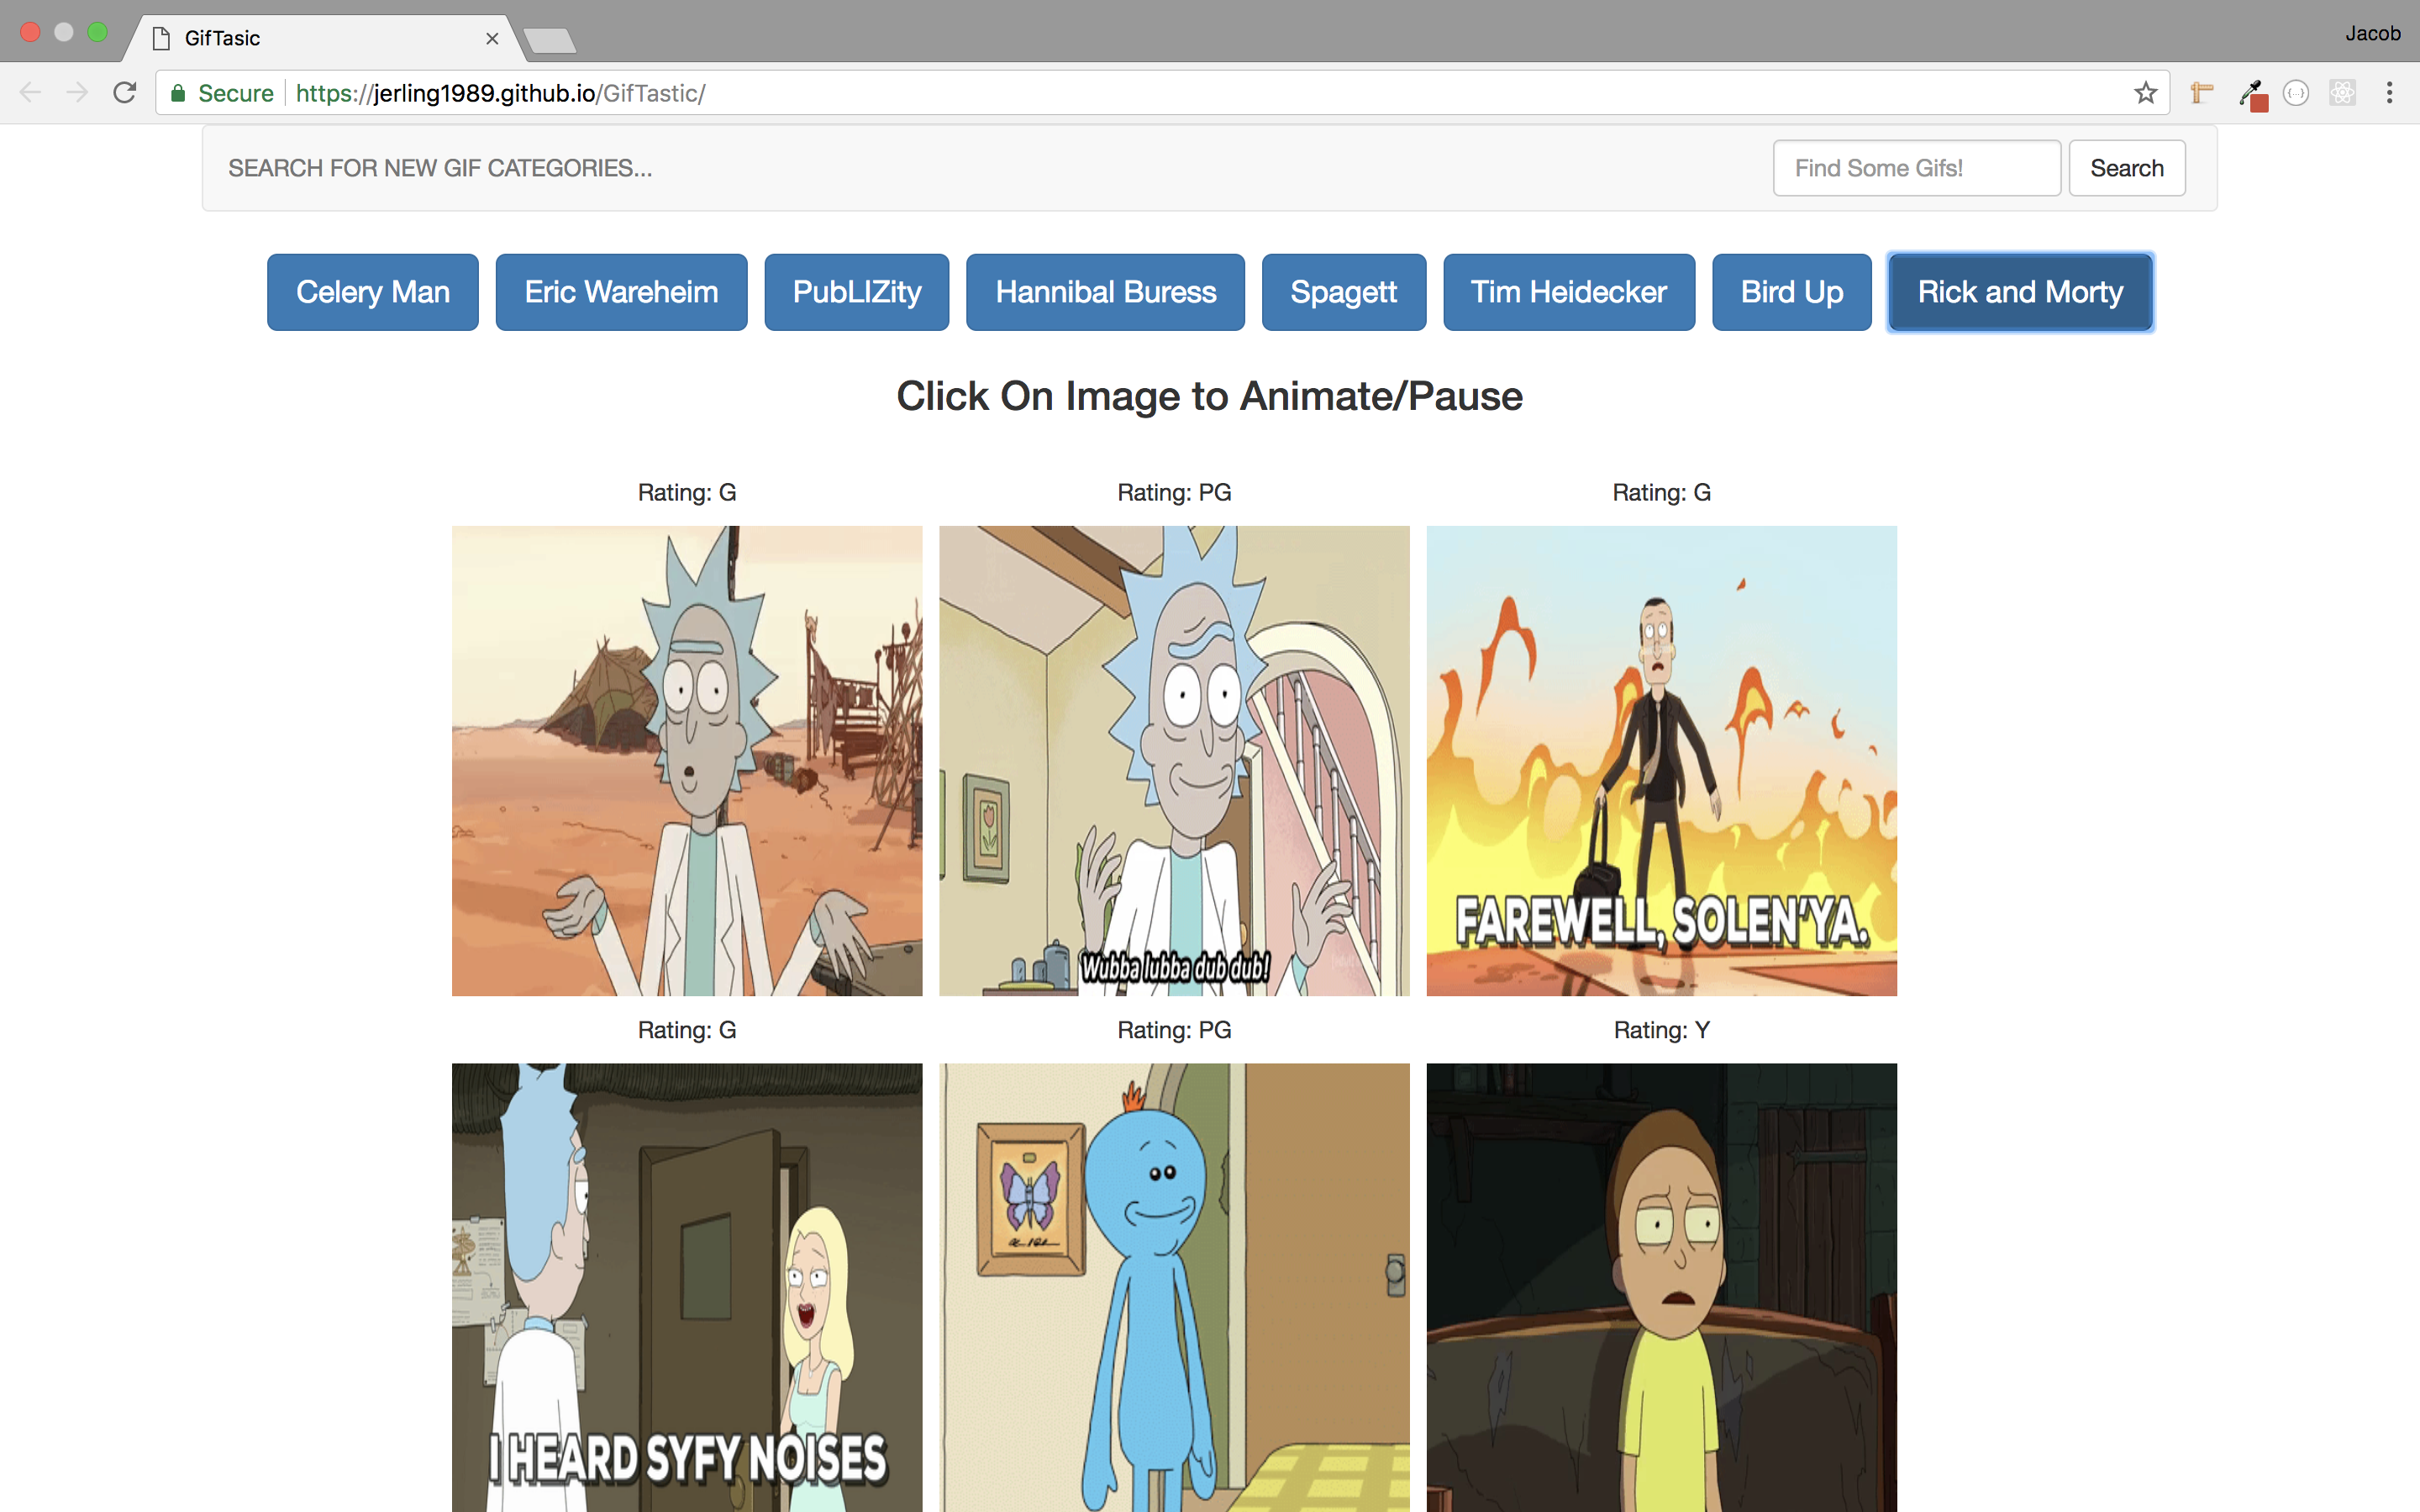 GifTasic
Jacob
Secure https://jerling1989.github.io/GifTastic/
SEARCH FOR NEW GIF CATEGORIES...
Find Some Gifs!
Search
Celery Man
Eric Wareheim
PubLIZity
Hannibal Buress
Spagett
Tim Heidecker
Bird Up
Rick and Morty
Click On Image to Animate/Pause
Rating: G
Rating: PG
Rating: G
Wubba lubba dub dub!
FAREWELL, SOLEN'YA.
Rating: G
Rating: PG
Rating: Y
I HEARD SYFY NOISES